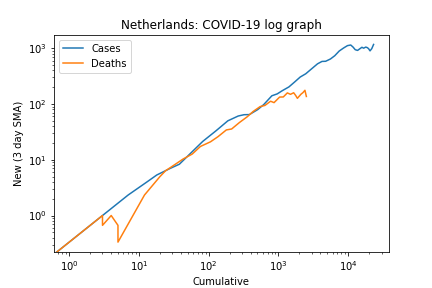 Netherlands: COVID-19 log graph
Cases
Deaths
New (3 day SMA)
10³
10²
10¹
10⁰
10⁰ 10¹ 10² 10³ 10⁴
Cumulative